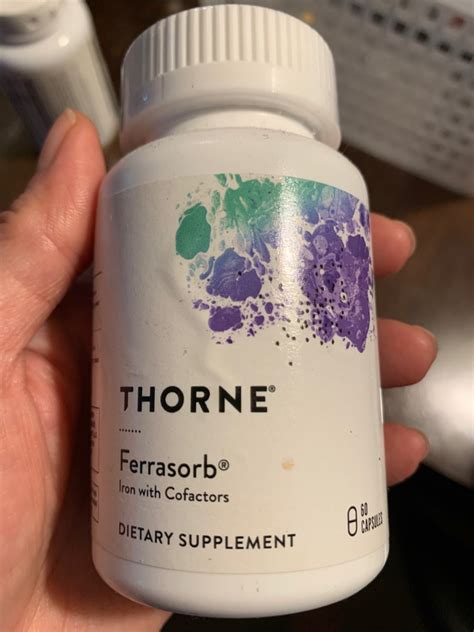 THORNE®
Ferrasorb®
Iron with Cofactors
DIETARY SUPPLEMENT
60
CAPSULES